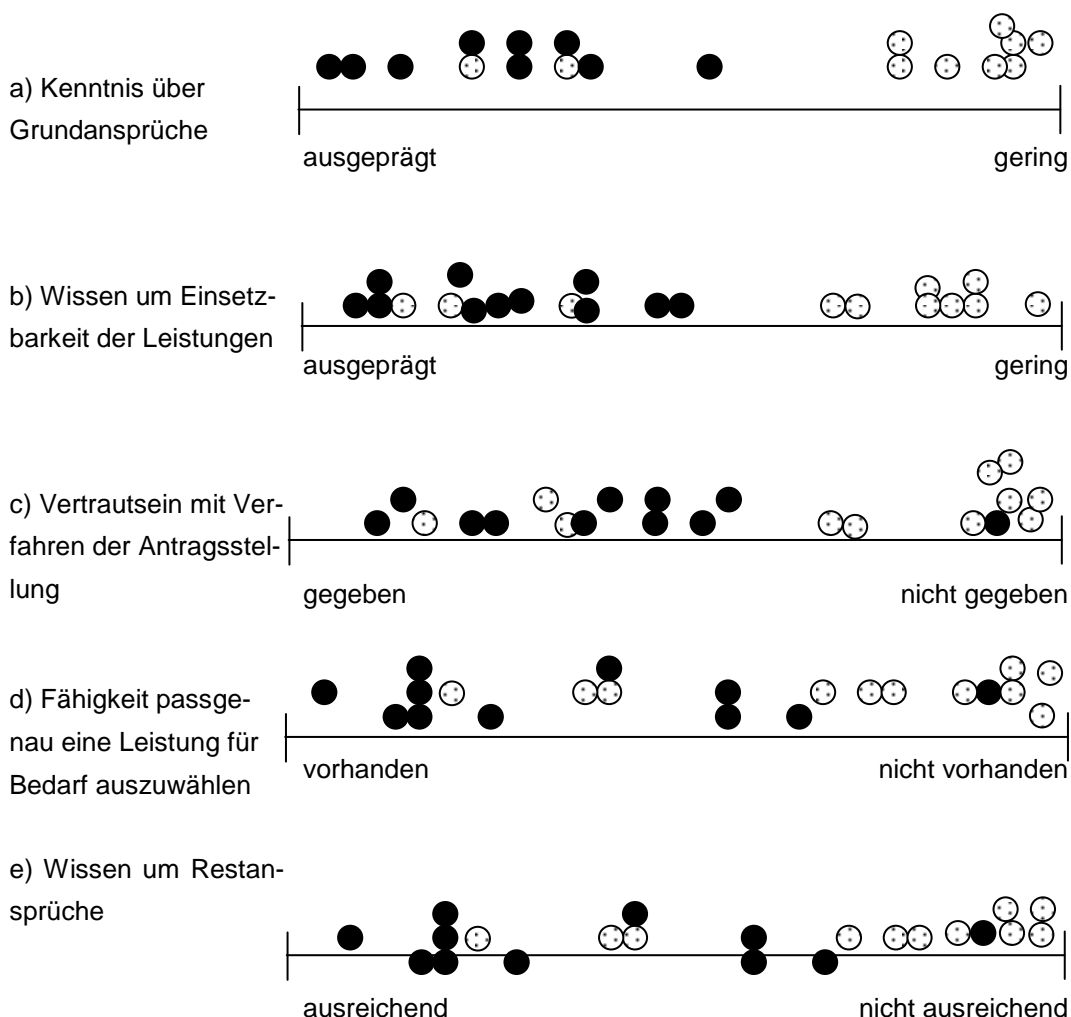 a) Kenntnis über
Grundansprüche
ausgeprägt
gering
b) Wissen um Einsetz-
barkeit der Leistungen
ausgeprägt
gering
c) Vertrautsein mit Ver-
fahren der Antragsstel-
lung
gegeben
nicht gegeben
d) Fähigkeit passge-
nau eine Leistung für
Bedarf auszuwählen
vorhanden
nicht vorhanden
e) Wissen um Restan-
sprüche
ausreichend
nicht ausreichend